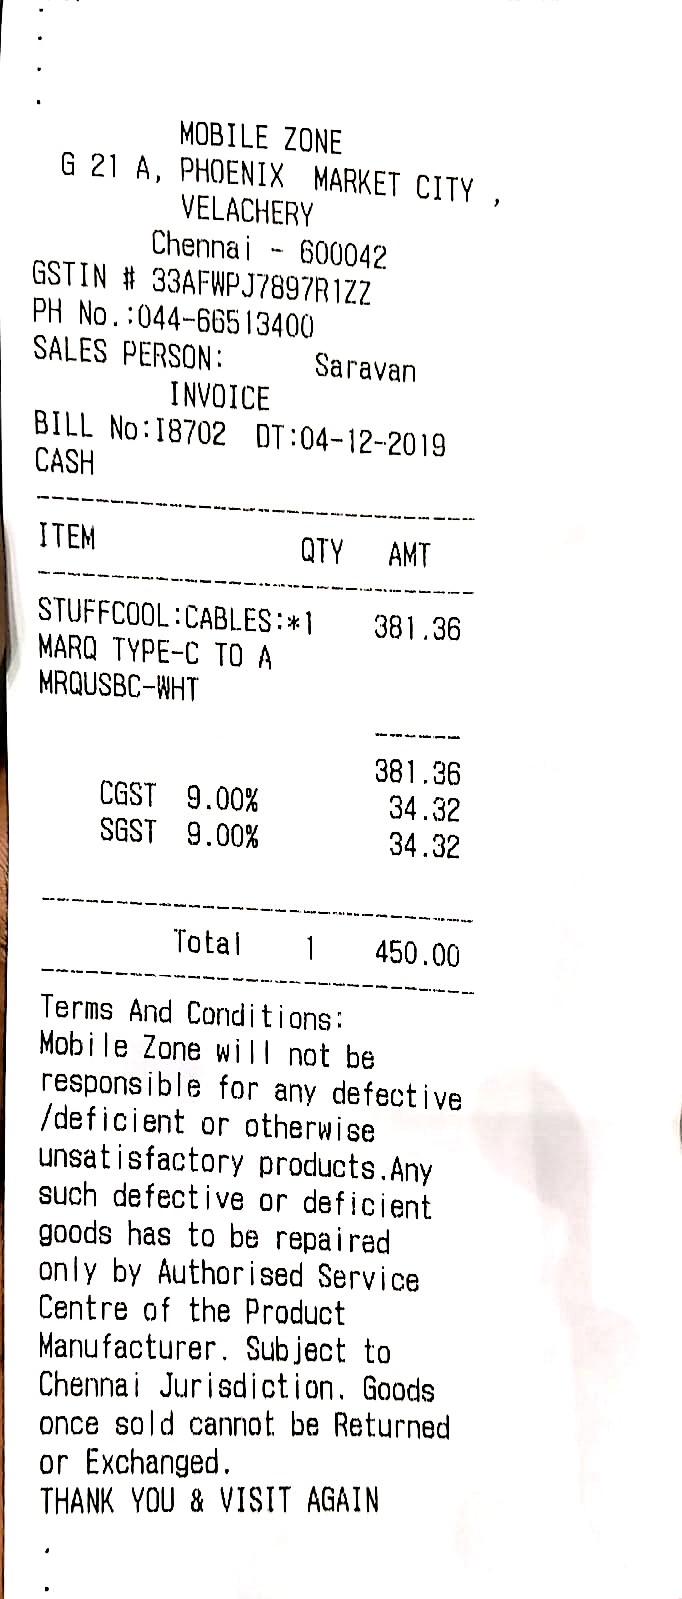 MOBILE ZONE
G 21 A, PHOENIX MARKET CITY ,
VELACHERY
Chennai - 600042
GSTIN # 33AFWPJ7897R1ZZ
PH No.:044-66513400
SALES PERSON: Saravan
INVOICE
BILL No:I8702 DT:04-12-2019
CASH
ITEM QTY AMT
STUFFCOOL:CABLES:*1 381.36
MARQ TYPE-C TO A
MRQUSBC-WHT
381.36
CGST 9.00% 34.32
SGST 9.00% 34.32
Total 1 450.00
Terms And Conditions:
Mobile Zone will not be
responsible for any defective
/deficient or otherwise
unsatisfactory products.Any
such defective or deficient
goods has to be repaired
only by Authorised Service
Centre of the Product
Manufacturer. Subject to
Chennai Jurisdiction. Goods
once sold cannot be Returned
or Exchanged.
THANK YOU & VISIT AGAIN